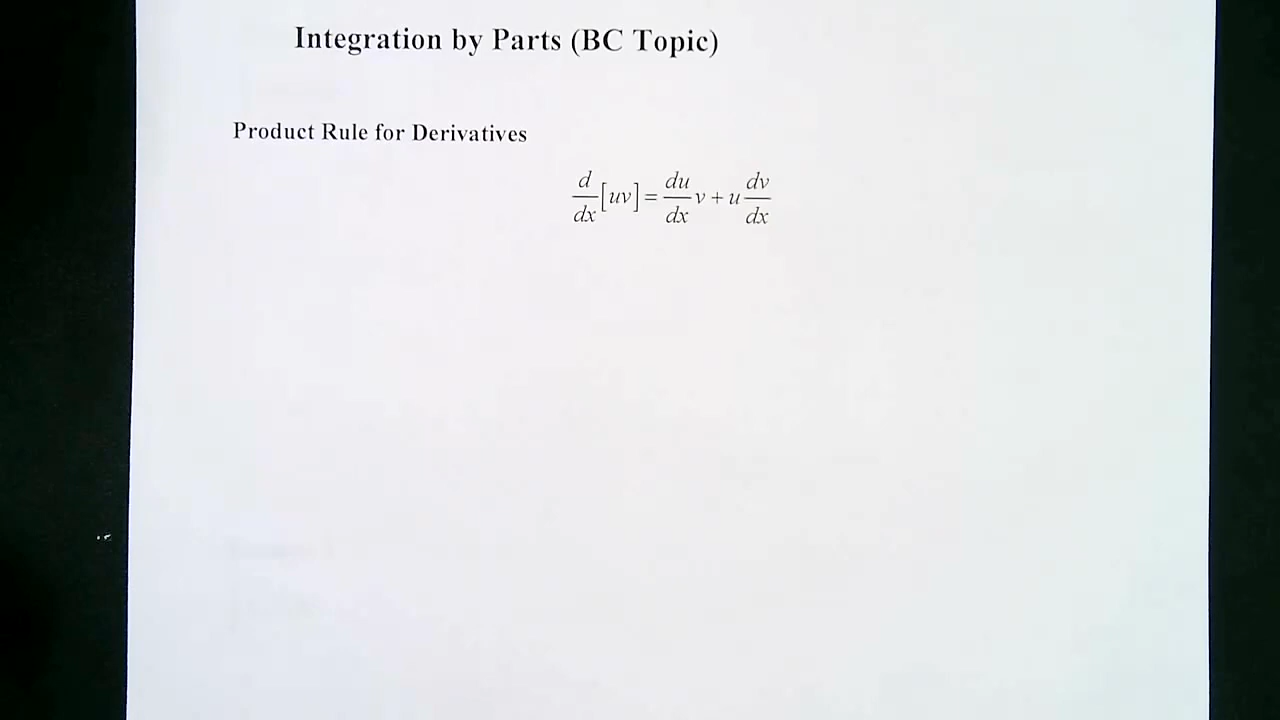 Integration by Parts (BC Topic)
Product Rule for Derivatives
d/dx [uv] = du/dx v + u dv/dx